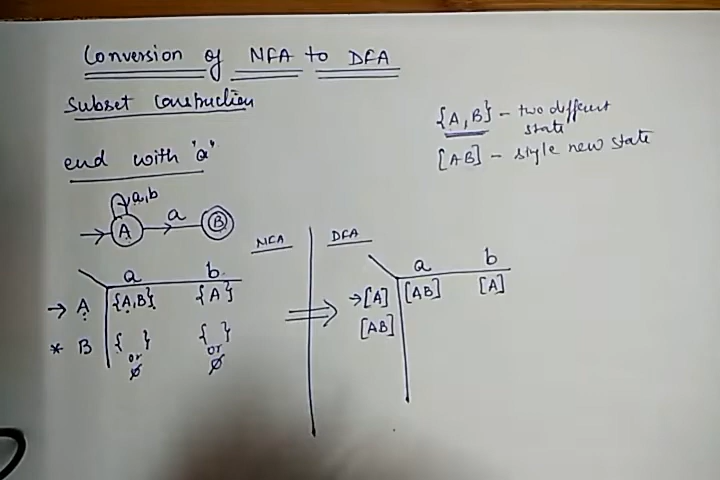 Conversion of NFA to DFA
Subset Construction
end with "a"
{A,B} - two different
state
[AB] - style new state
a,b
A a B
NFA
DFA
a b
→ A {A,B} {A}
* B { } { }
or or
ø ø
a b
→ [A] [AB] [A]
[AB]